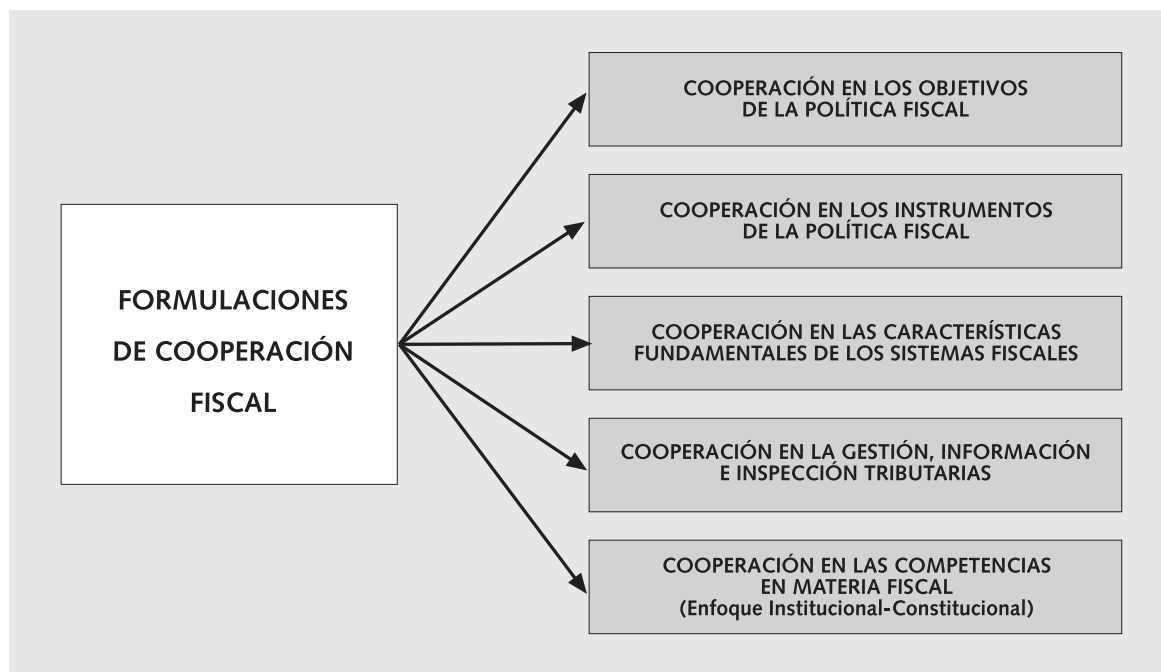 FORMULACIONES
DE COOPERACIÓN
FISCAL
COOPERACIÓN EN LOS OBJETIVOS
DE LA POLÍTICA FISCAL
COOPERACIÓN EN LOS INSTRUMENTOS
DE LA POLÍTICA FISCAL
COOPERACIÓN EN LAS CARACTERÍSTICAS
FUNDAMENTALES DE LOS SISTEMAS FISCALES
COOPERACIÓN EN LA GESTIÓN, INFORMACIÓN
E INSPECCIÓN TRIBUTARIAS
COOPERACIÓN EN LAS COMPETENCIAS
EN MATERIA FISCAL
(Enfoque Institucional-Constitucional)